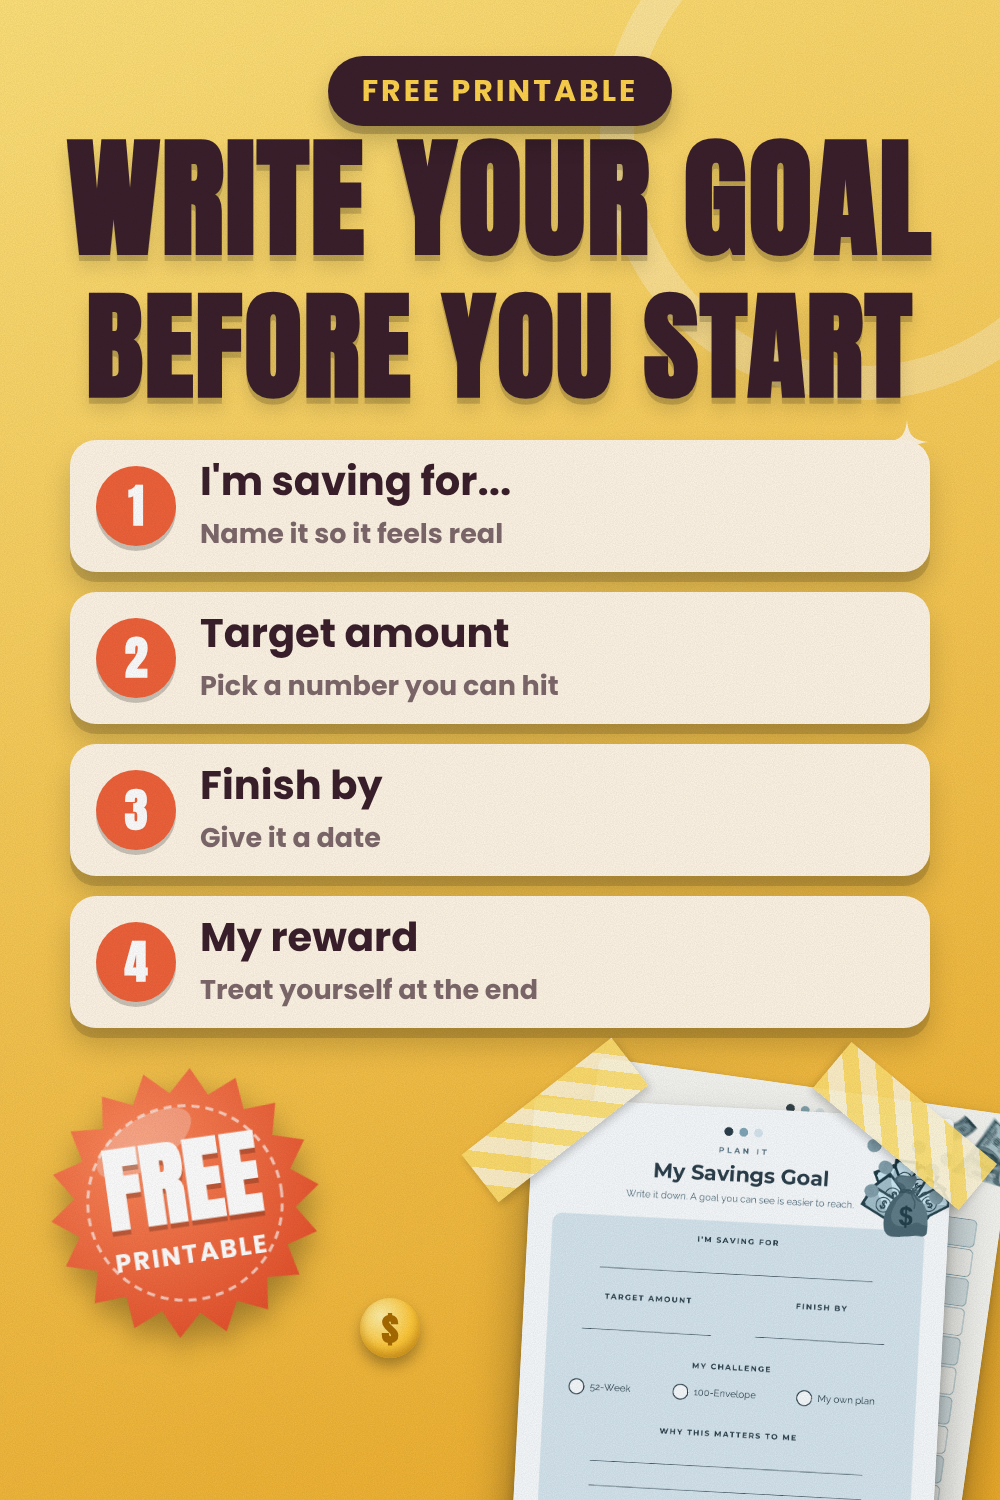 FREE PRINTABLE
WRITE YOUR GOAL
BEFORE YOU START
1
I'm saving for...
Name it so it feels real
2
Target amount
Pick a number you can hit
3
Finish by
Give it a date
4
My reward
Treat yourself at the end
FREE
PRINTABLE
$
PLAN IT
My Savings Goal
Write it down. A goal you can see is easier to reach.
$
I'M SAVING FOR
TARGET AMOUNT
FINISH BY
MY CHALLENGE
52-Week
100-Envelope
My own plan
WHY THIS MATTERS TO ME